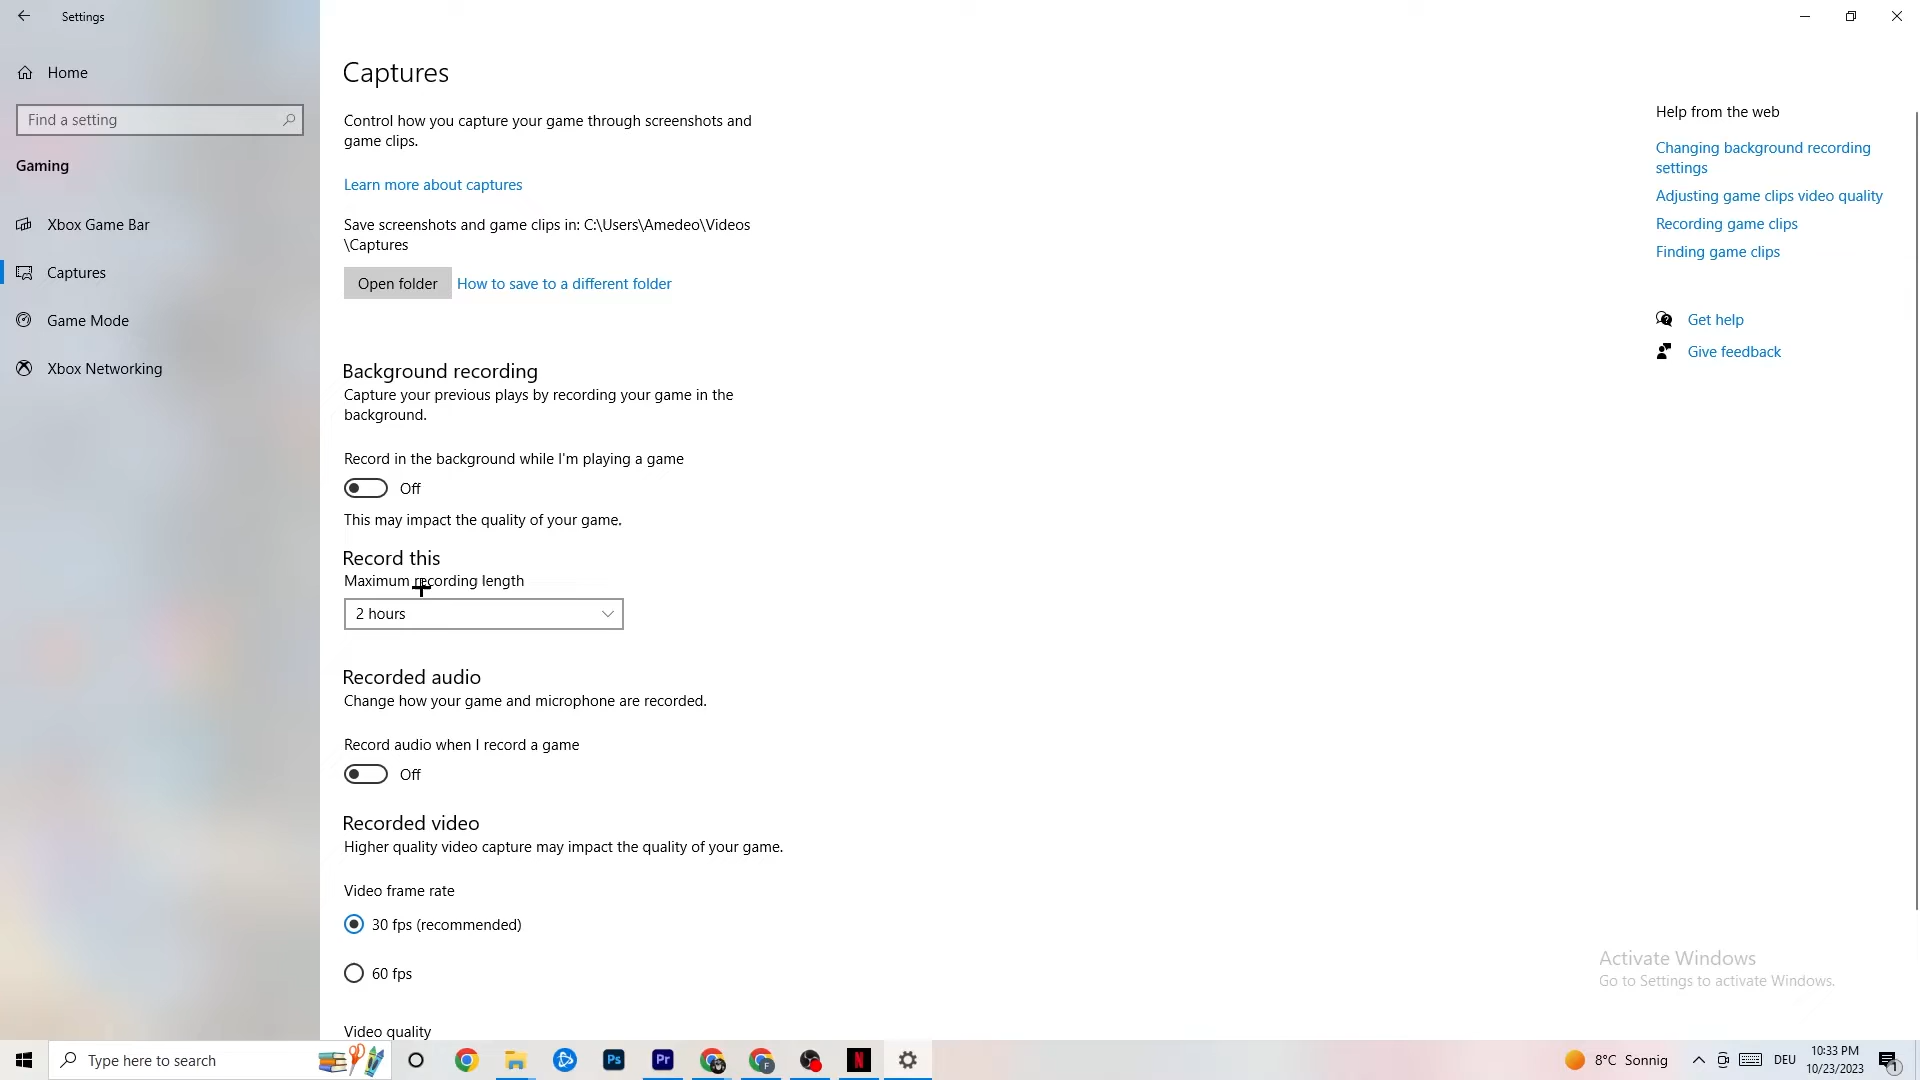 Settings
Home
Find a setting
Gaming
Xbox Game Bar
Captures
Game Mode
Xbox Networking
Captures
Control how you capture your game through screenshots and
game clips.
Learn more about captures
Save screenshots and game clips in: C:\Users\Amedeo\Videos
\Captures
Open folder
How to save to a different folder
Background recording
Capture your previous plays by recording your game in the
background.
Record in the background while I'm playing a game
Off
This may impact the quality of your game.
Record this
Maximum recording length
2 hours
Recorded audio
Change how your game and microphone are recorded.
Record audio when I record a game
Off
Recorded video
Higher quality video capture may impact the quality of your game.
Video frame rate
30 fps (recommended)
60 fps
Video quality
Help from the web
Changing background recording
settings
Adjusting game clips video quality
Recording game clips
Finding game clips
Get help
Give feedback
Activate Windows
Go to Settings to activate Windows.
Type here to search
Ps
Pr
F
N
8°C Sonnig
DEU
10:33 PM
10/23/2023
1